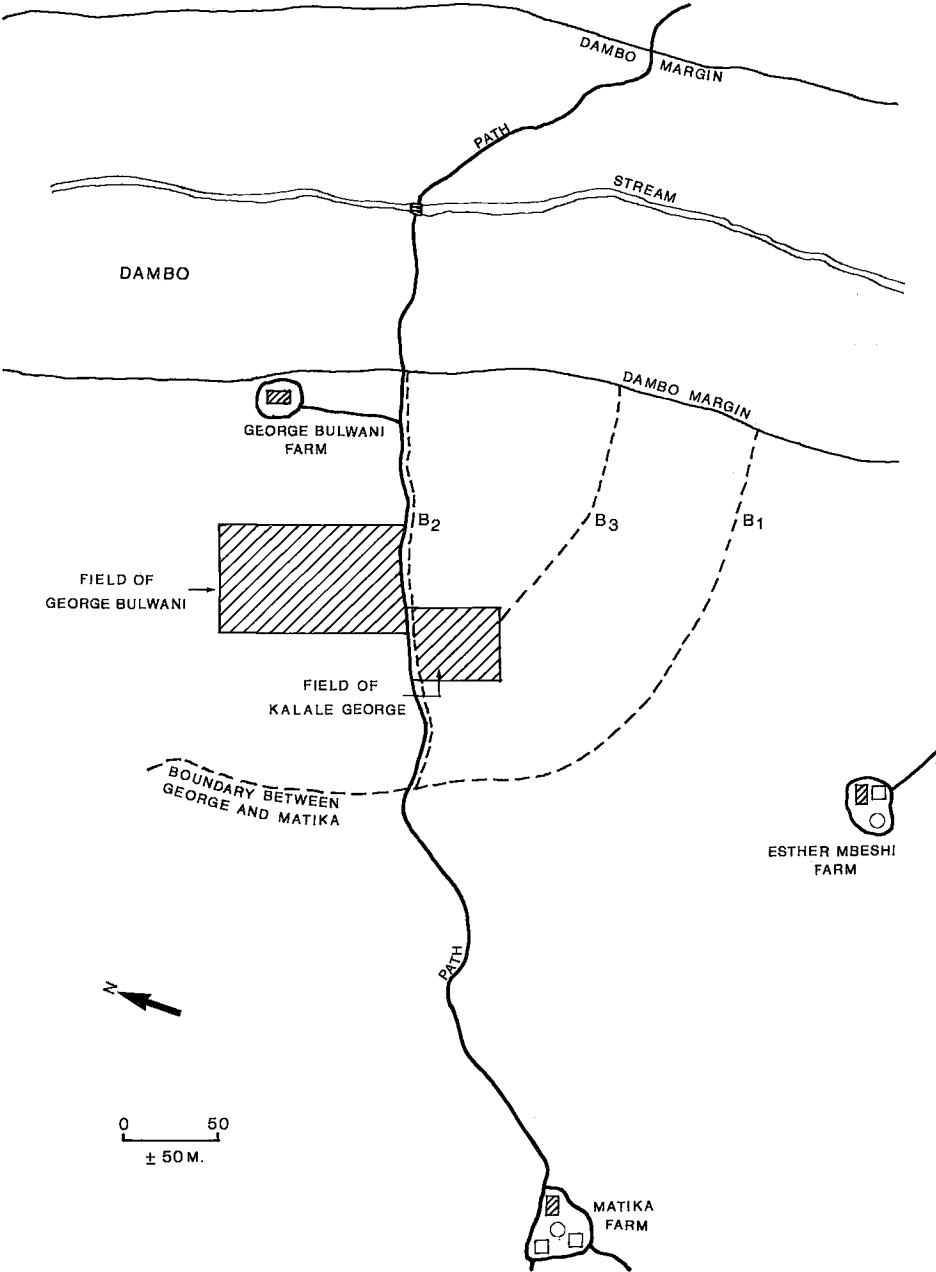 DAMBO
MARGIN
PATH
STREAM
DAMBO
DAMBO MARGIN
GEORGE BULWANI
FARM
B2
B3
B1
FIELD OF
GEORGE BULWANI
FIELD OF
KALALE GEORGE
BOUNDARY BETWEEN
GEORGE AND MATIKA
ESTHER MBESHI
FARM
PATH
N
0 50
± 50 M.
MATIKA
FARM